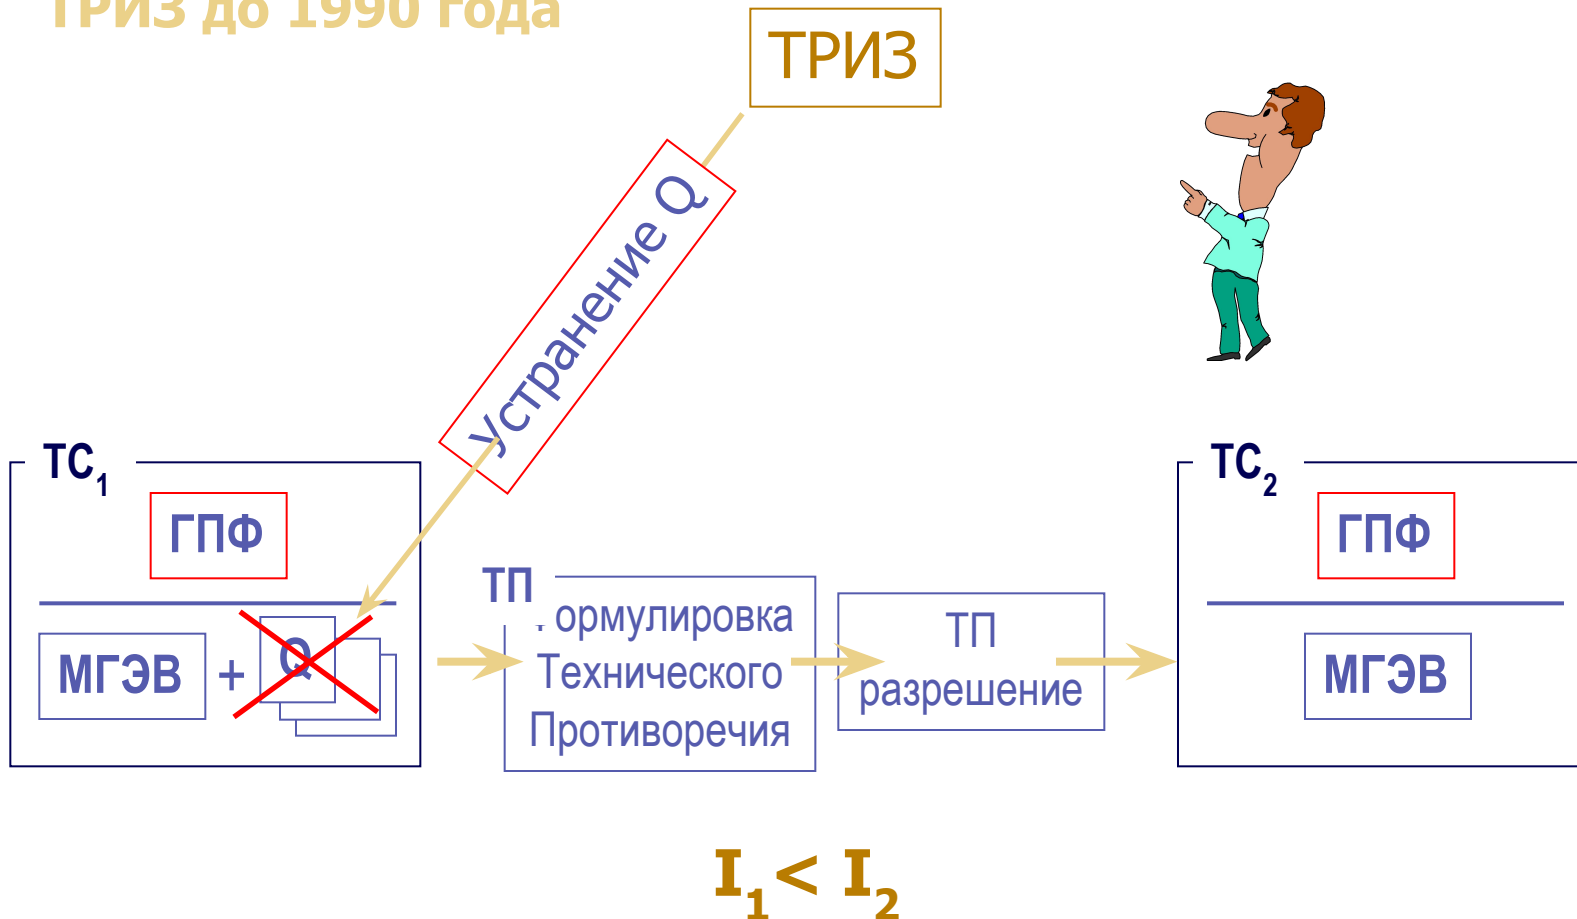 ТРИЗ до 1990 года
ТРИЗ
Устранение Q
ТС1
ГПФ
МГЭВ + Q
ТП
Формулировка
Технического
Противоречия
ТП
разрешение
ТС2
ГПФ
МГЭВ
I1 < I2